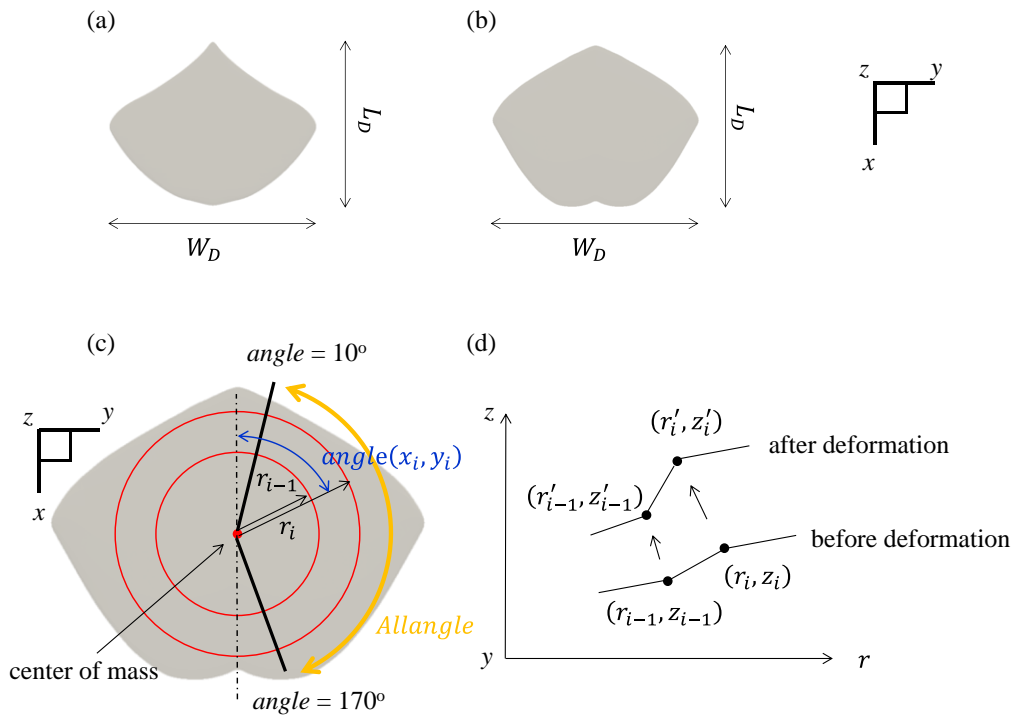 (a)
(b)
L_D
L_D
z
y
x
W_D
W_D
(c)
(d)
angle = 10°
z
y
x
angle(x_i, y_i)
r_{i−1}
r_i
Allangle
center of mass
angle = 170°
z
(r′_i, z′_i)
after deformation
(r′_{i−1}, z′_{i−1})
before deformation
(r_i, z_i)
(r_{i−1}, z_{i−1})
y
r